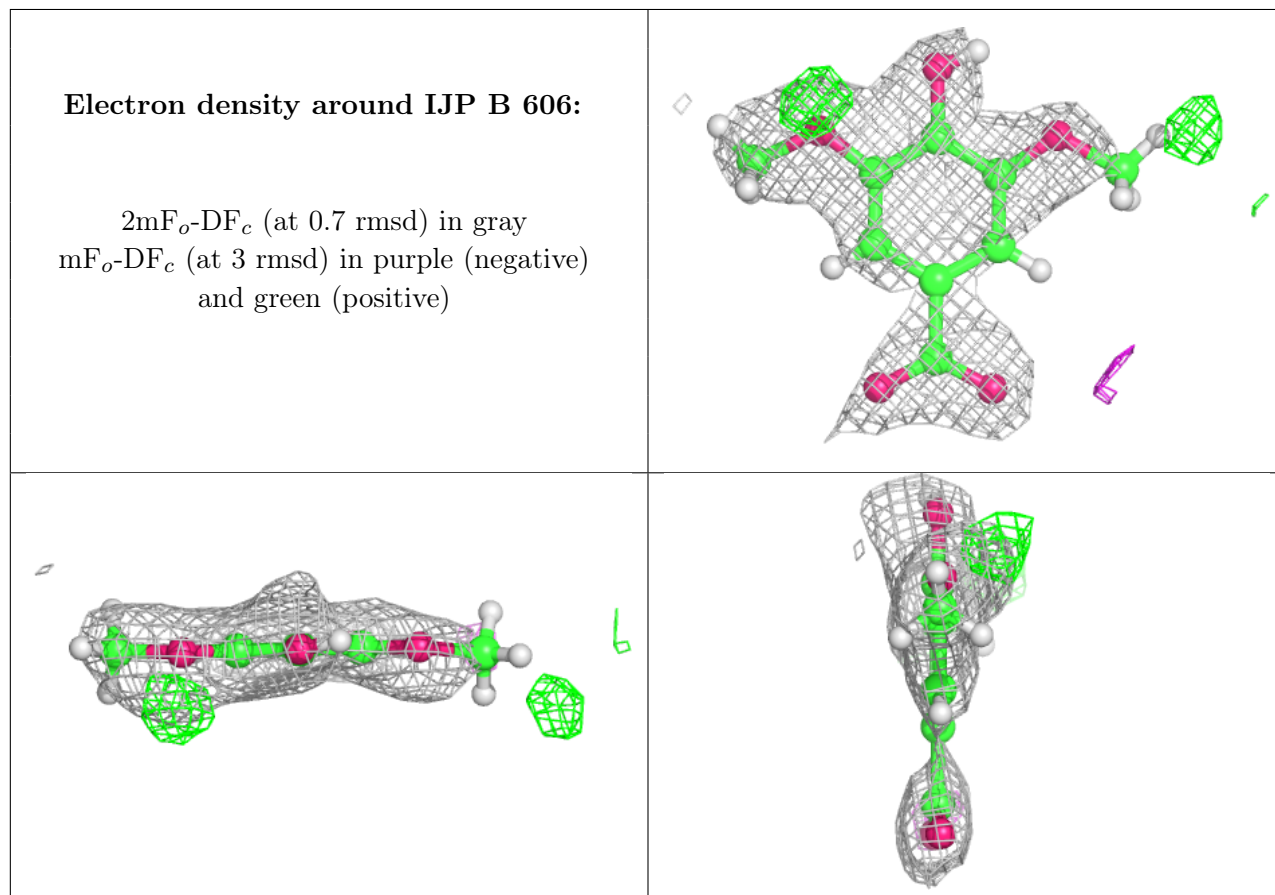 Electron density around IJP B 606:
2mFo-DFc (at 0.7 rmsd) in gray
mFo-DFc (at 3 rmsd) in purple (negative)
and green (positive)